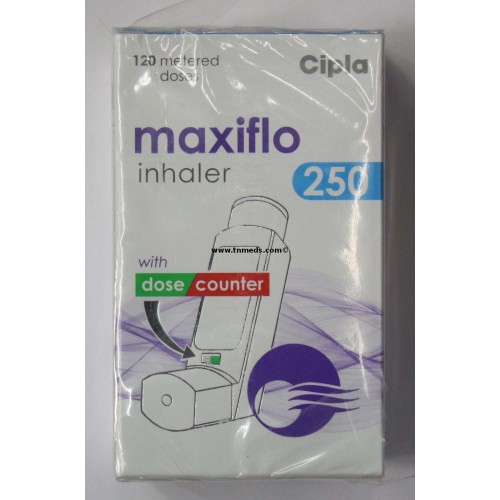 120 metered
doses
Cipla
maxiflo
inhaler
250
www.tnmeds.com©
with
dose counter